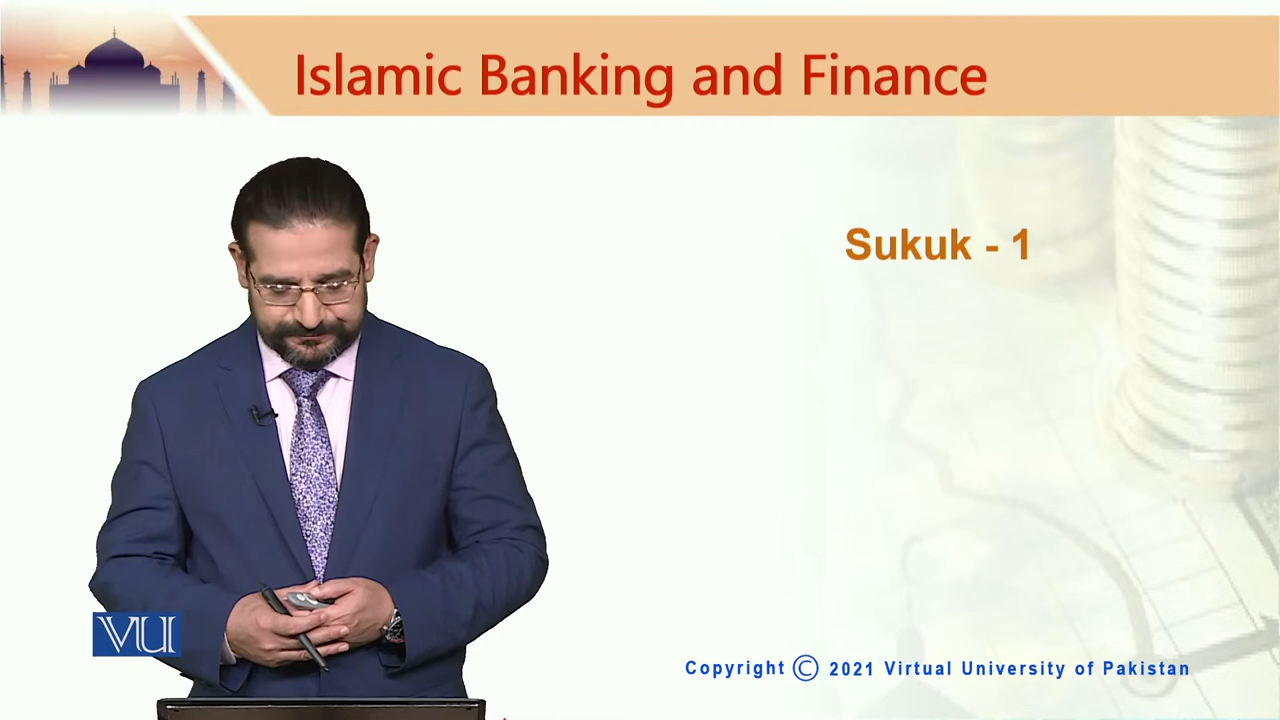 Islamic Banking and Finance
Sukuk - 1
VU
Copyright © 2021 Virtual University of Pakistan